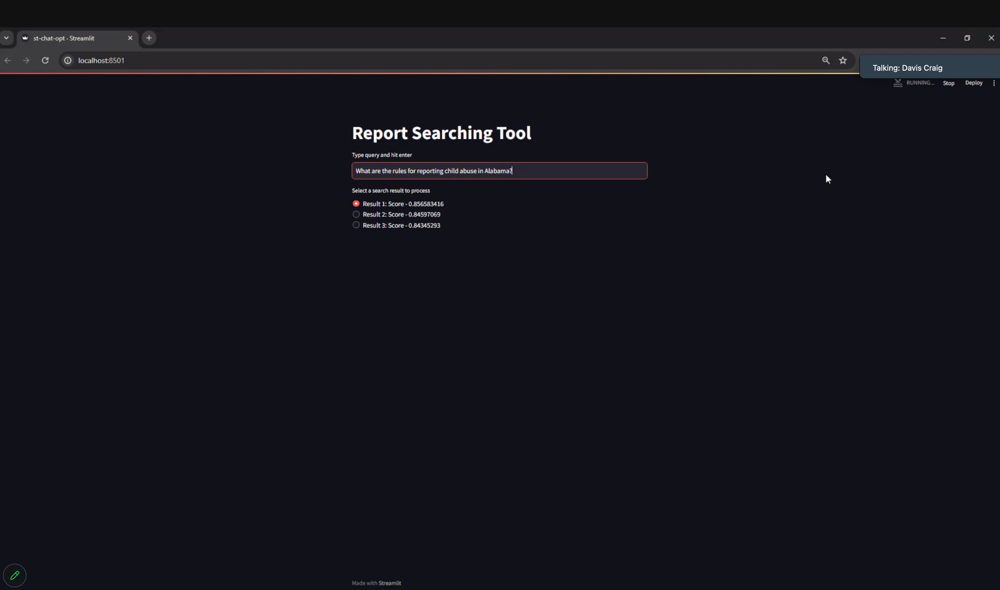 st-chat-opt · Streamlit
localhost:8501
Talking: Davis Craig
RUNNING... Stop Deploy
Report Searching Tool
Type query and hit enter
What are the rules for reporting child abuse in Alabama?
Select a search result to process
Result 1: Score - 0.856583416
Result 2: Score - 0.84597069
Result 3: Score - 0.84345293
Made with Streamlit